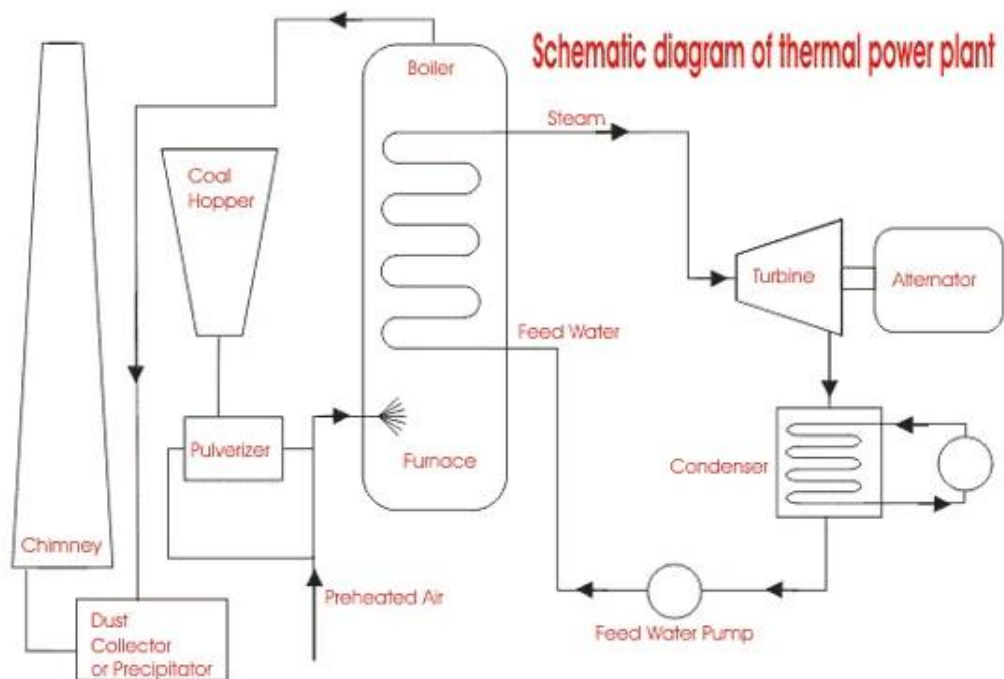 Schematic diagram of thermal power plant
Boiler
Steam
Coal
Hopper
Turbine
Alternator
Feed Water
Pulverizer
Furnace
Condenser
Chimney
Preheated Air
Dust
Collector
or Precipitator
Feed Water Pump